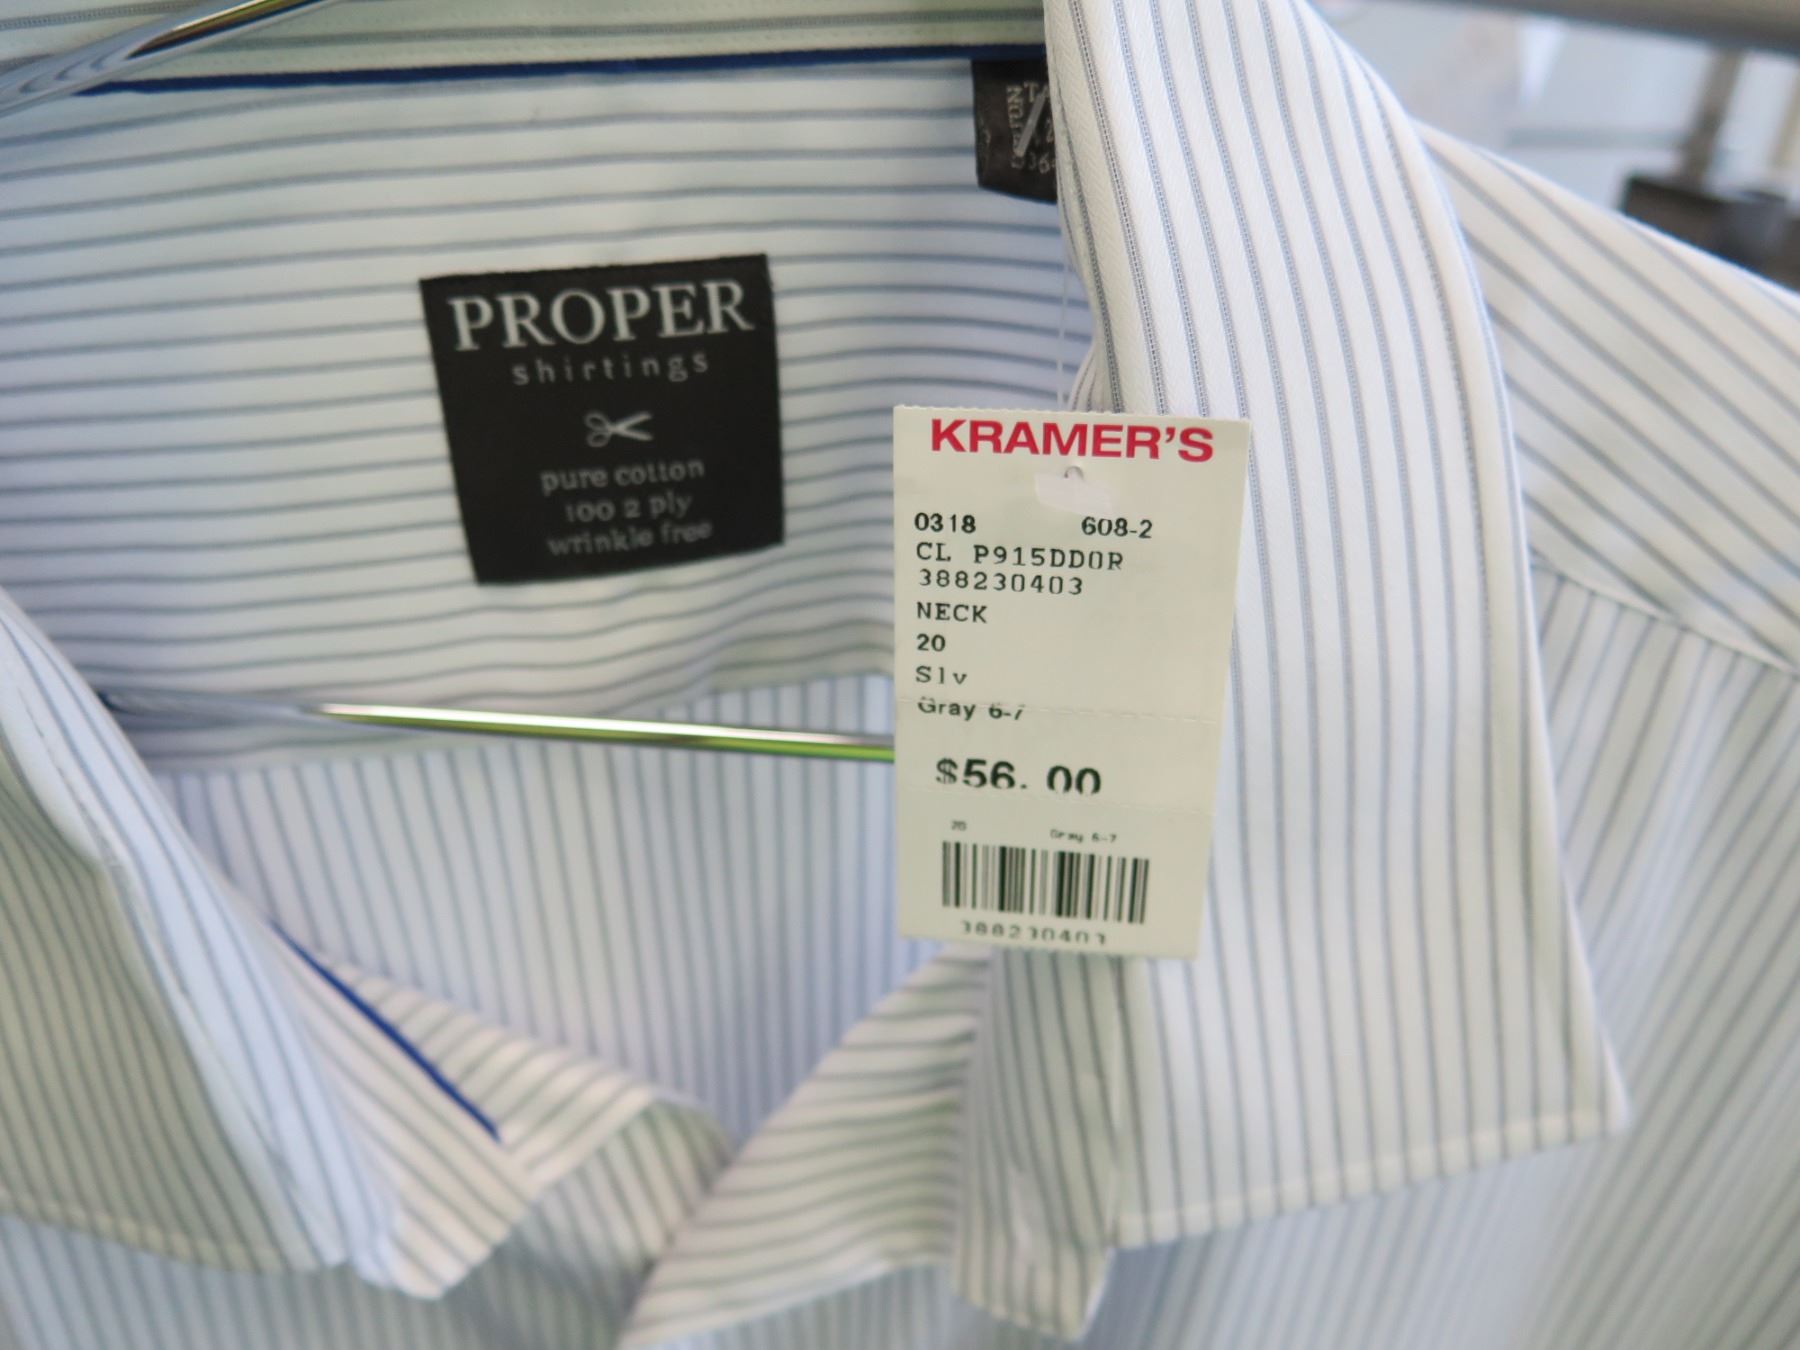 PROPER
shirtings
pure cotton
100 2 ply
wrinkle free
KRAMER'S
0318 608-2
CL P915DD0R
388230403
NECK
20
Slv
Gray 6-7
$56.00
20 Gray 6-7
388230403